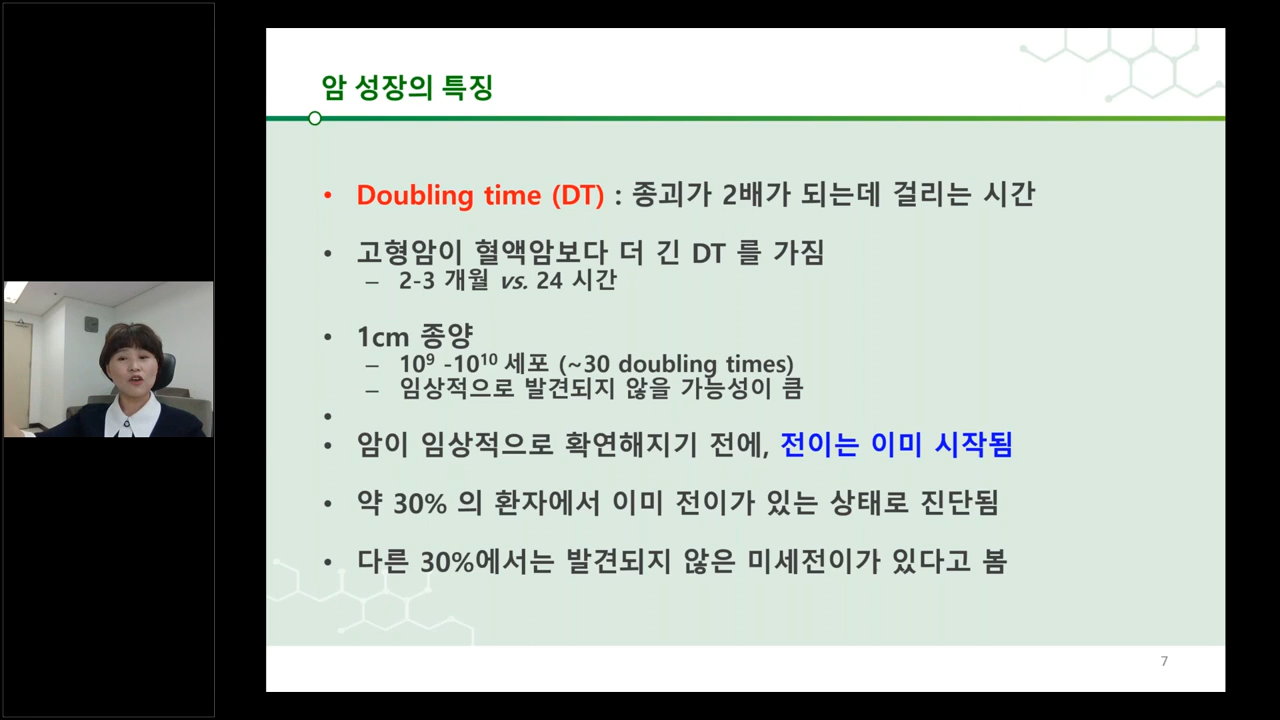 암 성장의 특징
• Doubling time (DT) : 종괴가 2배가 되는데 걸리는 시간
• 고형암이 혈액암보다 더 긴 DT 를 가짐
– 2-3 개월 vs. 24 시간
• 1cm 종양
– 10⁹ -10¹⁰ 세포 (~30 doubling times)
– 임상적으로 발견되지 않을 가능성이 큼
•
• 암이 임상적으로 확연해지기 전에, 전이는 이미 시작됨
• 약 30% 의 환자에서 이미 전이가 있는 상태로 진단됨
• 다른 30%에서는 발견되지 않은 미세전이가 있다고 봄
7